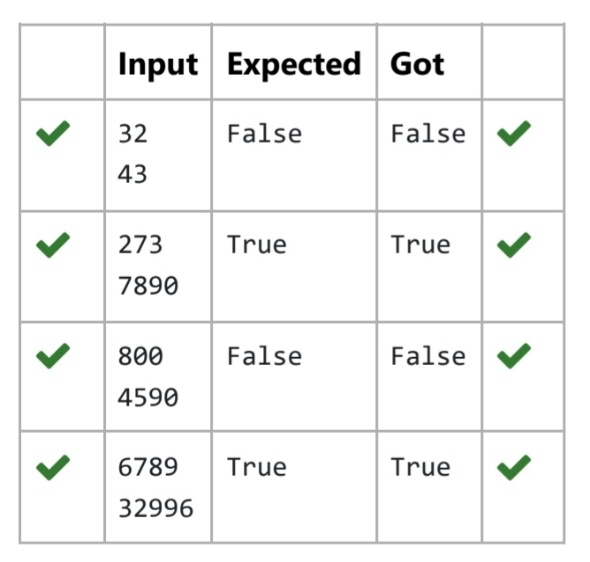 Input Expected Got
32 False False
43
273 True True
7890
800 False False
4590
6789 True True
32996